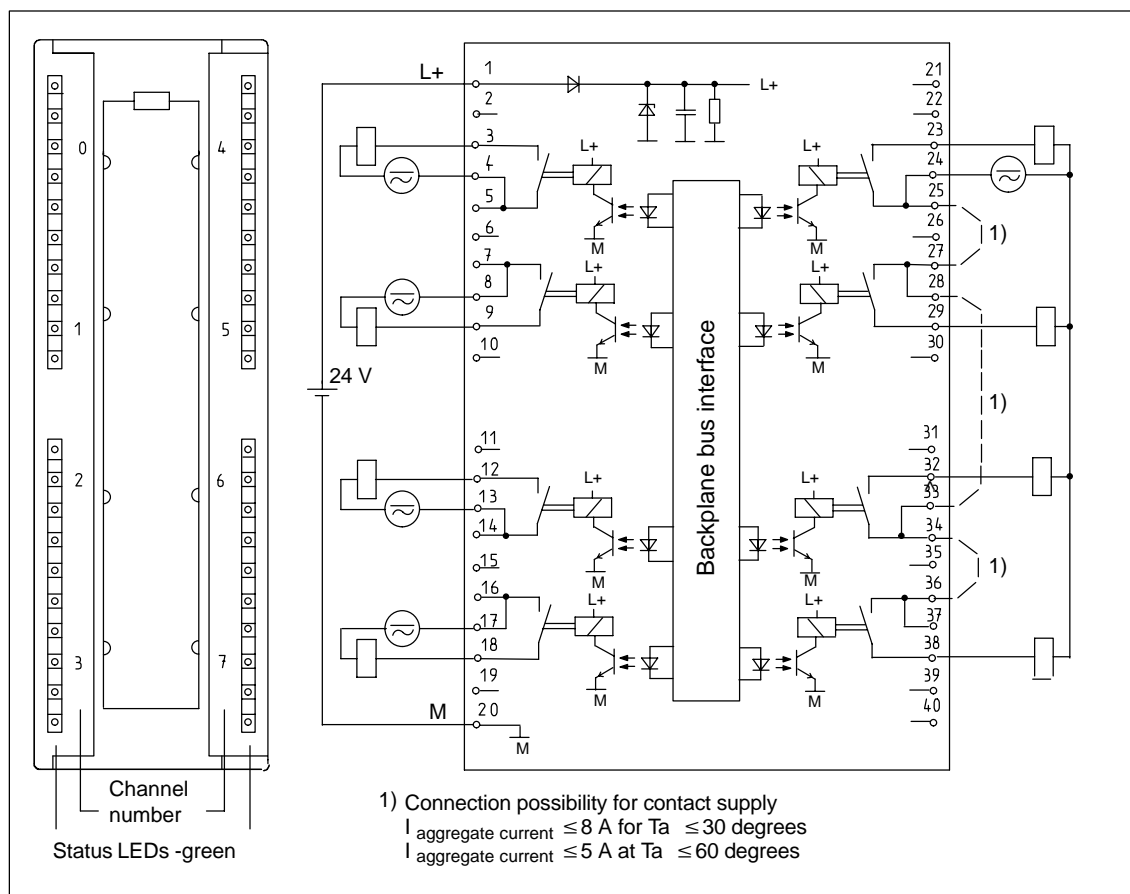 0
1
2
3
4
5
6
7
Channel
number
Status LEDs -green
L+
24 V
M
1
2
3
4
5
6
7
8
9
10
11
12
13
14
15
16
17
18
19
20
M
L+
L+
M
L+
M
L+
M
L+
M
Backplane bus interface
L+
M
L+
M
L+
M
L+
M
21
22
23
24
25
26
27
28
29
30
31
32
33
34
35
36
37
38
39
40
1)
1)
1)
1) Connection possibility for contact supply
I aggregate current ≤ 8 A for Ta ≤ 30 degrees
I aggregate current ≤ 5 A at Ta ≤ 60 degrees